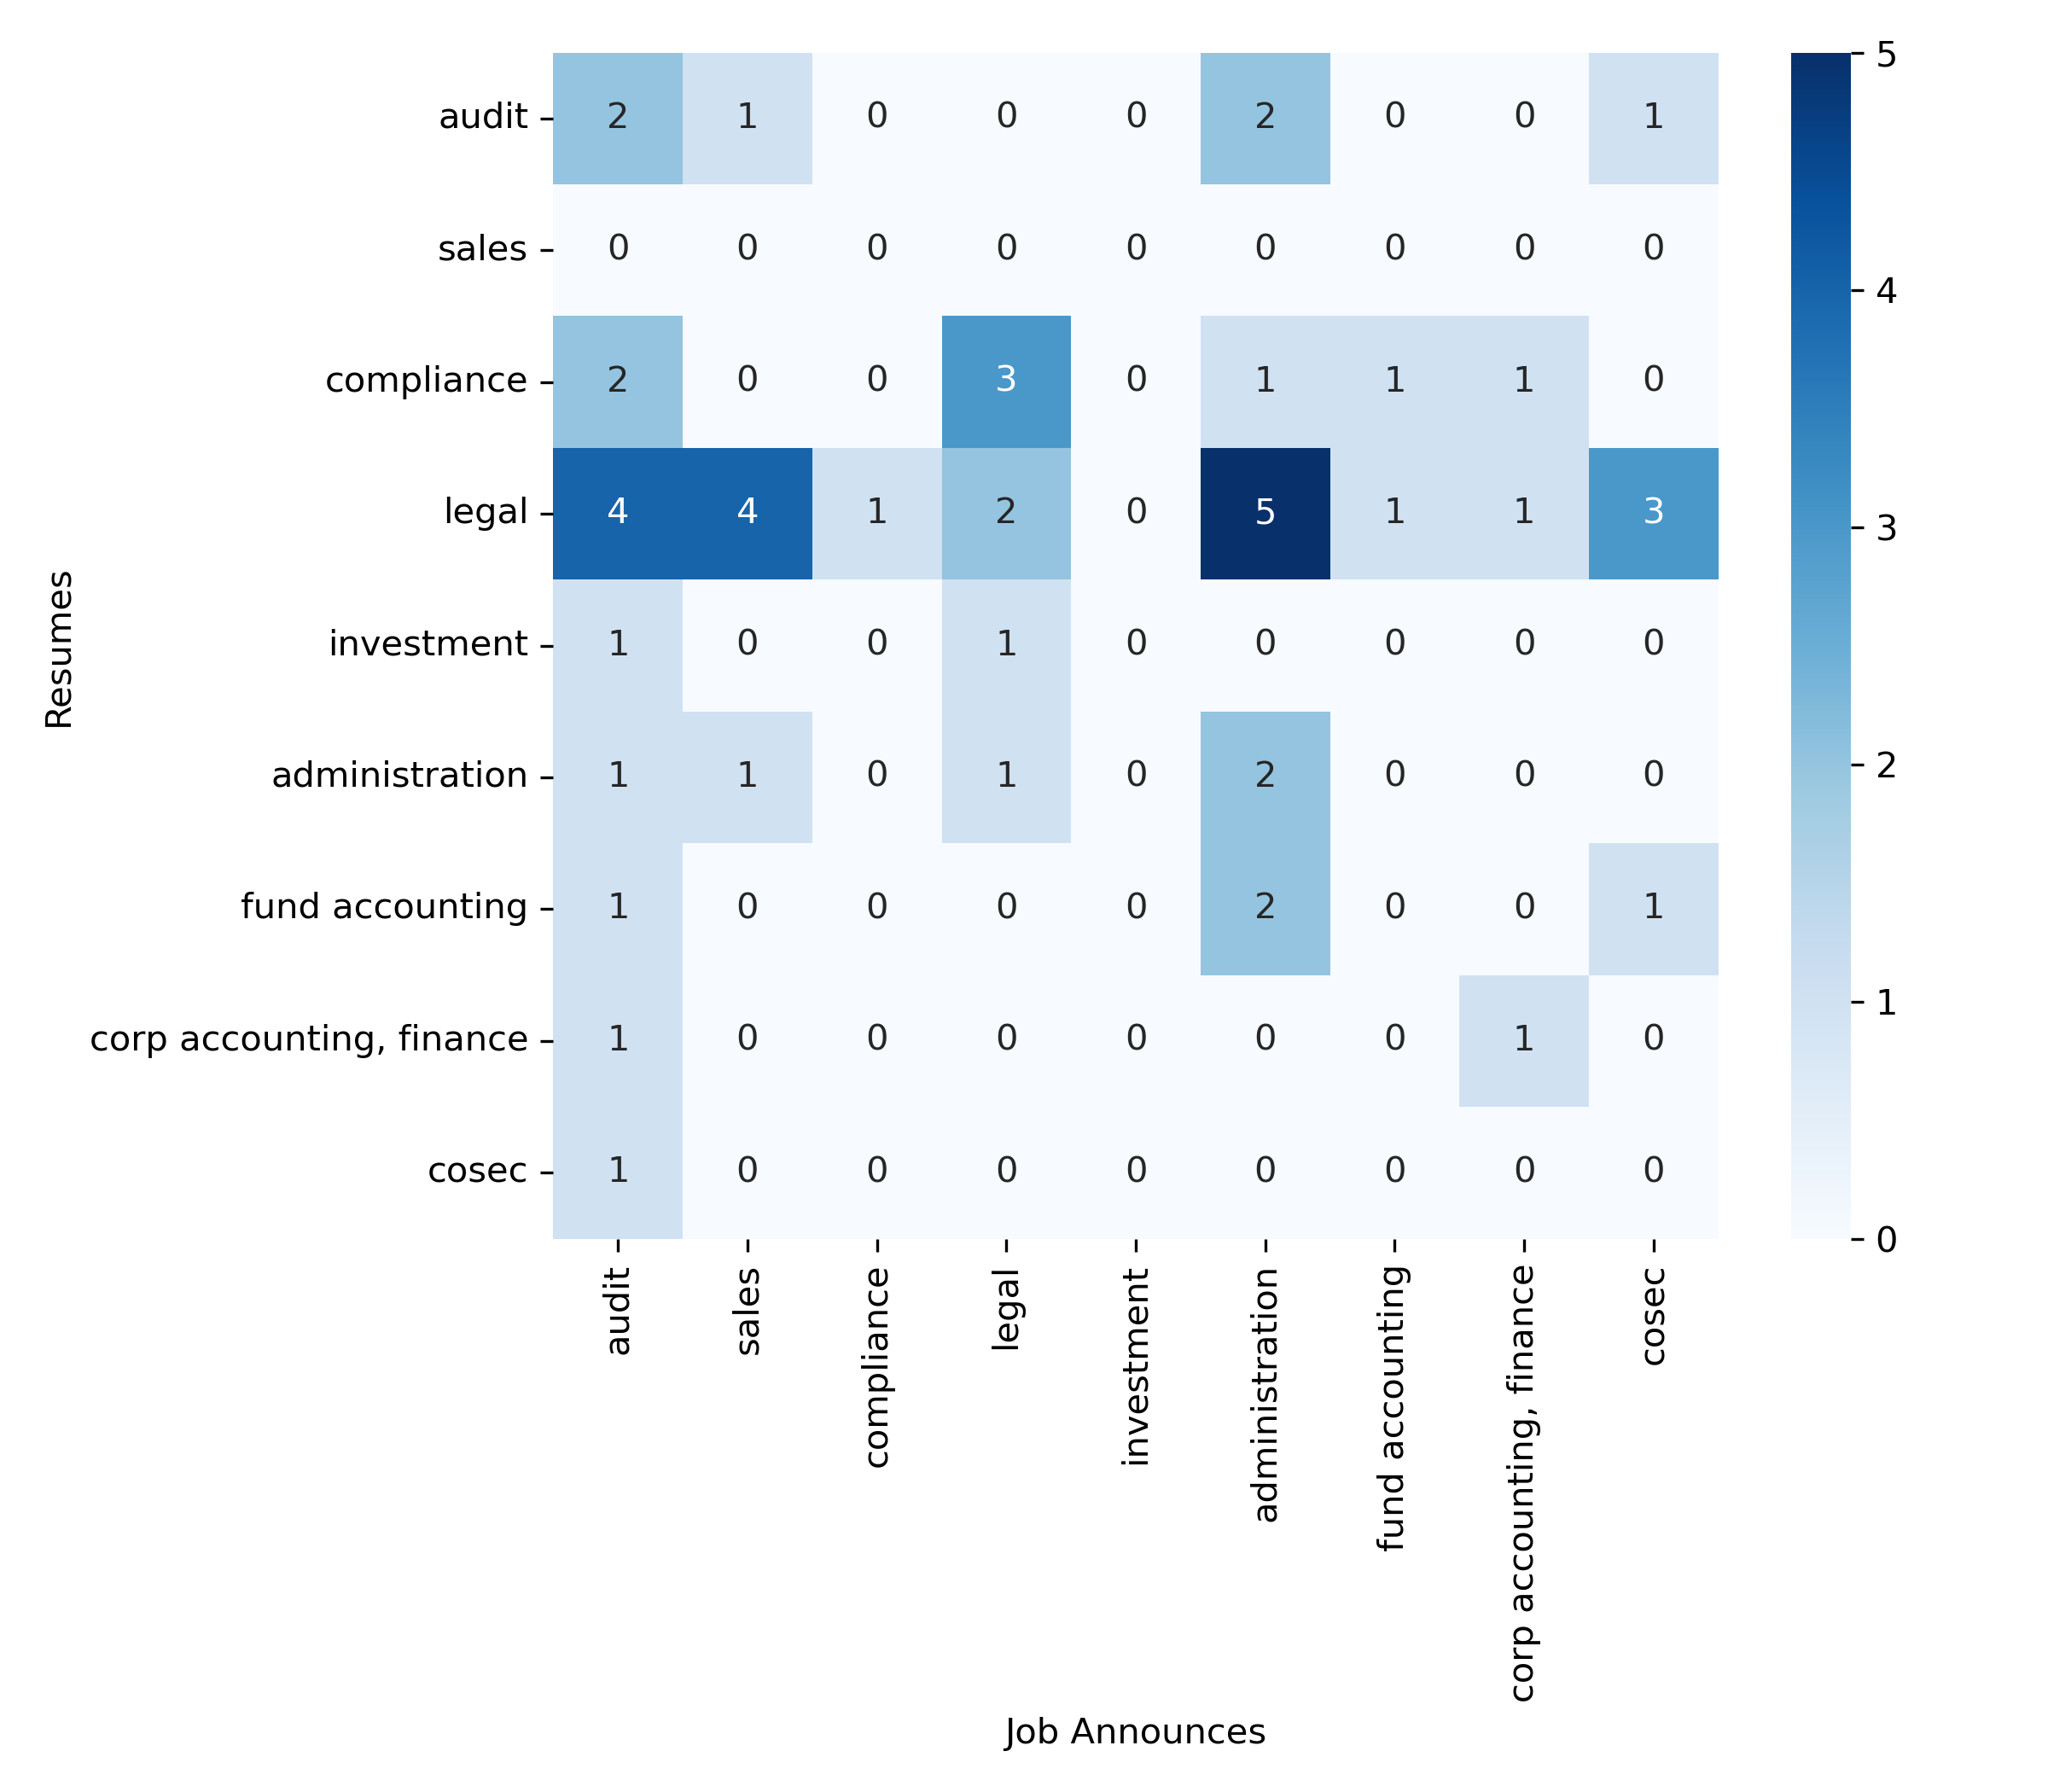 audit 2 1 0 0 0 2 0 0 1
sales 0 0 0 0 0 0 0 0 0
compliance 2 0 0 3 0 1 1 1 0
legal 4 4 1 2 0 5 1 1 3
investment 1 0 0 1 0 0 0 0 0
administration 1 1 0 1 0 2 0 0 0
fund accounting 1 0 0 0 0 2 0 0 1
corp accounting, finance 1 0 0 0 0 0 0 1 0
cosec 1 0 0 0 0 0 0 0 0
Resumes
audit
sales
compliance
legal
investment
administration
fund accounting
corp accounting, finance
cosec
Job Announces
5
4
3
2
1
0